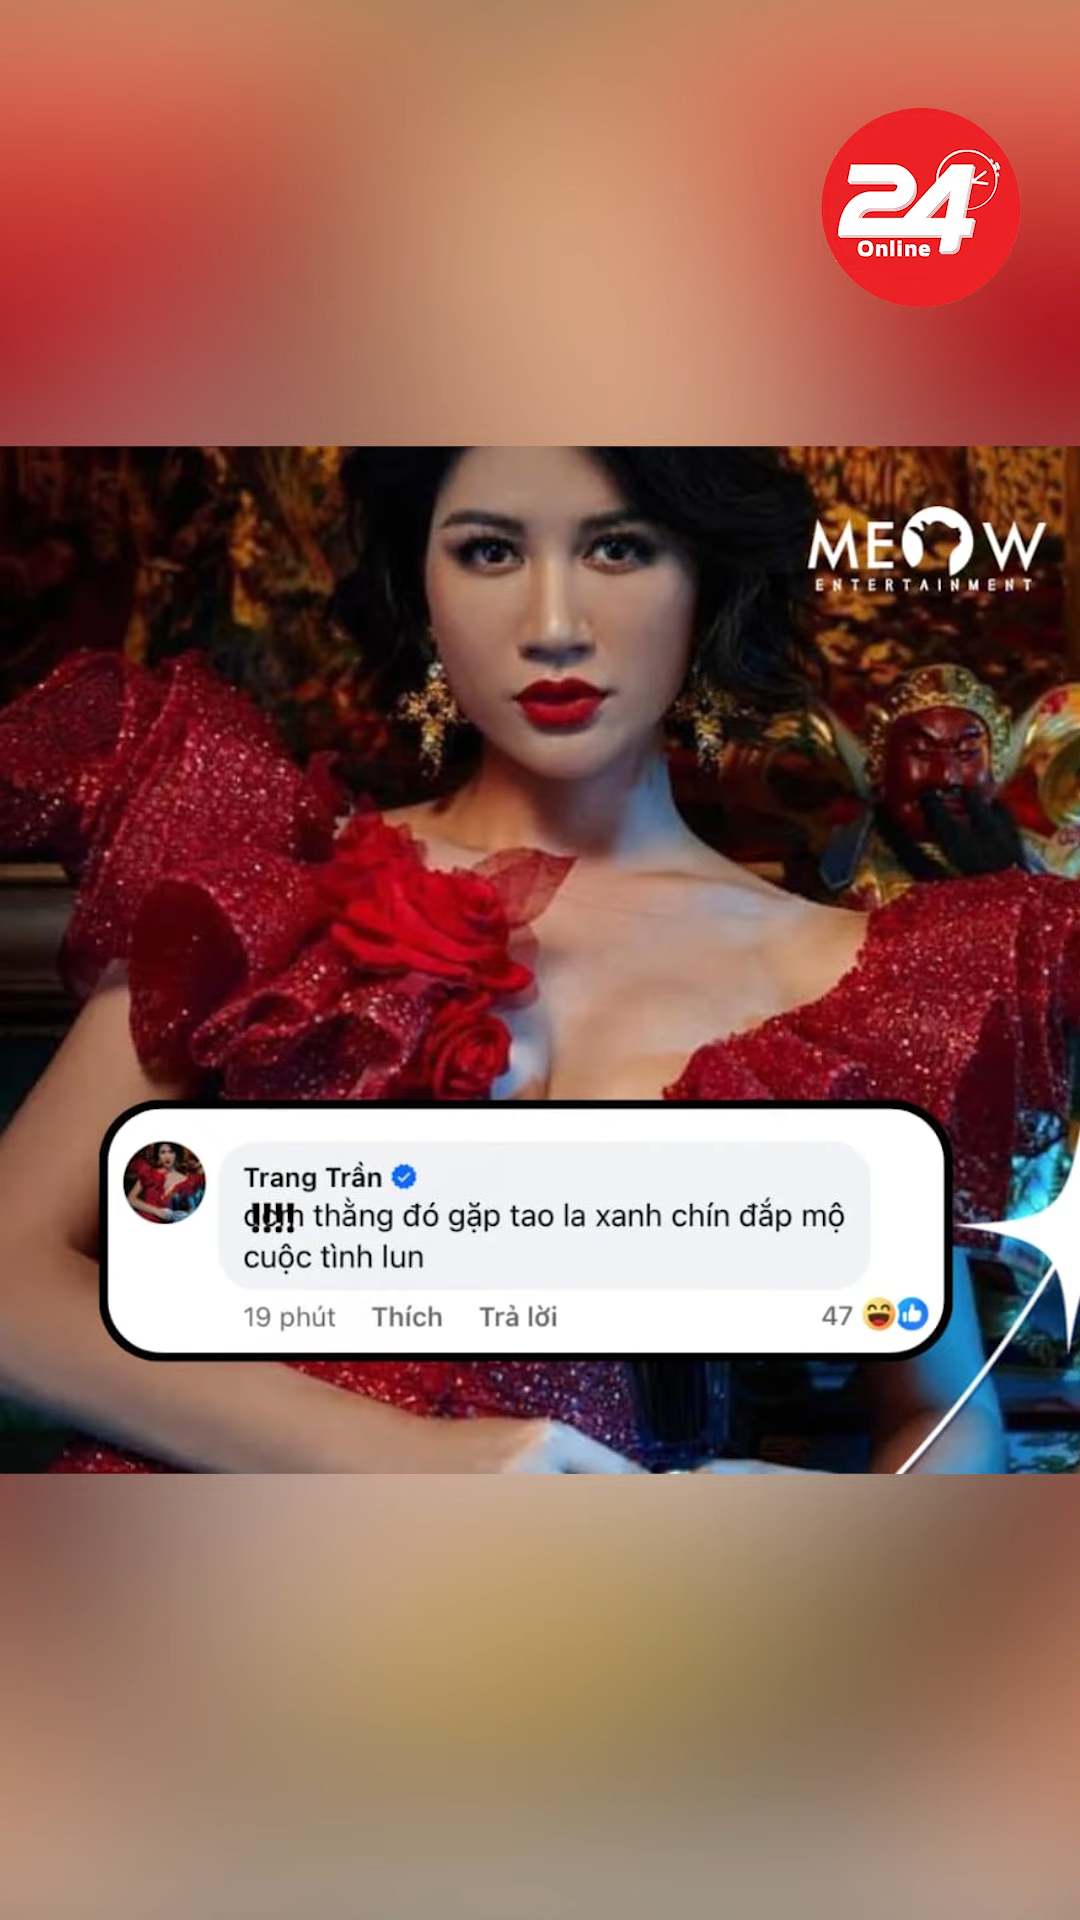 24
Online
MEOW
ENTERTAINMENT
Trang Trần
thằng đó gặp tao la xanh chín đắp mộ
cuộc tình lun
19 phút Thích Trả lời 47